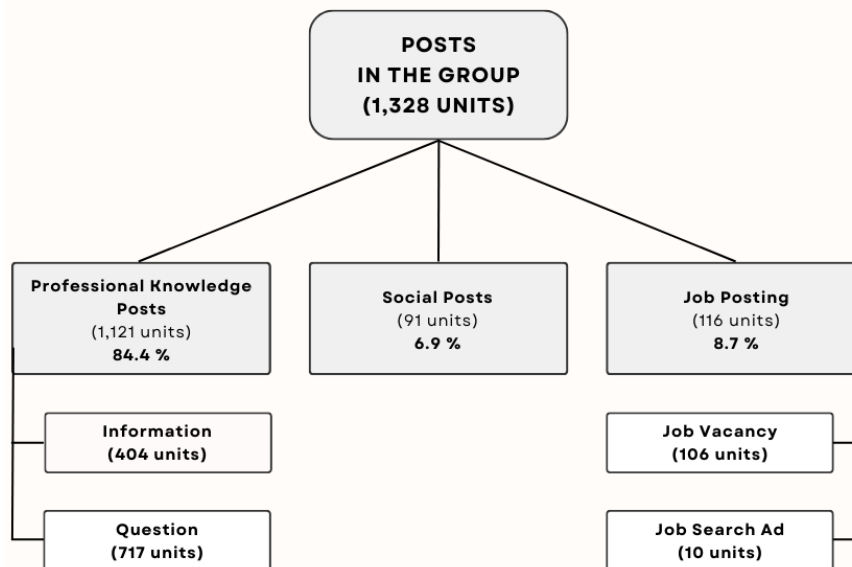 POSTS
IN THE GROUP
(1,328 UNITS)
Professional Knowledge
Posts
(1,121 units)
84.4 %
Social Posts
(91 units)
6.9 %
Job Posting
(116 units)
8.7 %
Information
(404 units)
Job Vacancy
(106 units)
Question
(717 units)
Job Search Ad
(10 units)